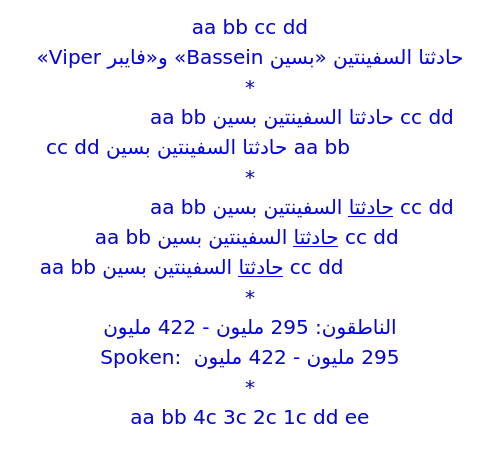 aa bb cc dd
حادثتا السفينتين «بسين Bassein» و«فايبر Viper»
*
aa bb حادثتا السفينتين بسين cc dd
aa bb حادثتا السفينتين بسين cc dd
*
aa bb حادثتا السفينتين بسين cc dd
aa bb حادثتا السفينتين بسين cc dd
aa bb حادثتا السفينتين بسين cc dd
*
الناطقون: 295 مليون - 422 مليون
Spoken: 295 مليون - 422 مليون
*
aa bb 4c 3c 2c 1c dd ee